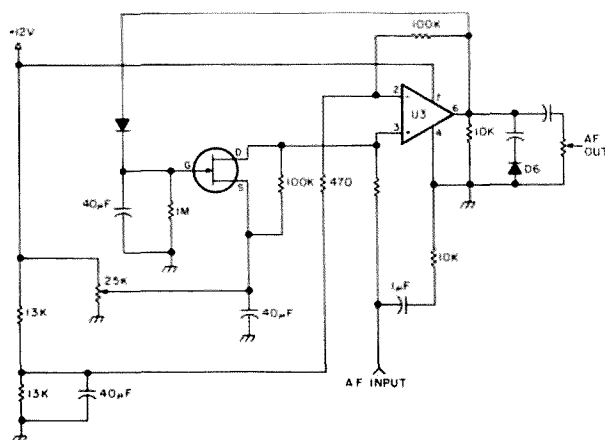 +12V
100K
2
7
U3
6
3
4
10K
AF
OUT
D6
D
G
S
100K
470
40µF
1M
10K
25K
1µF
40µF
13K
AF INPUT
13K
40µF